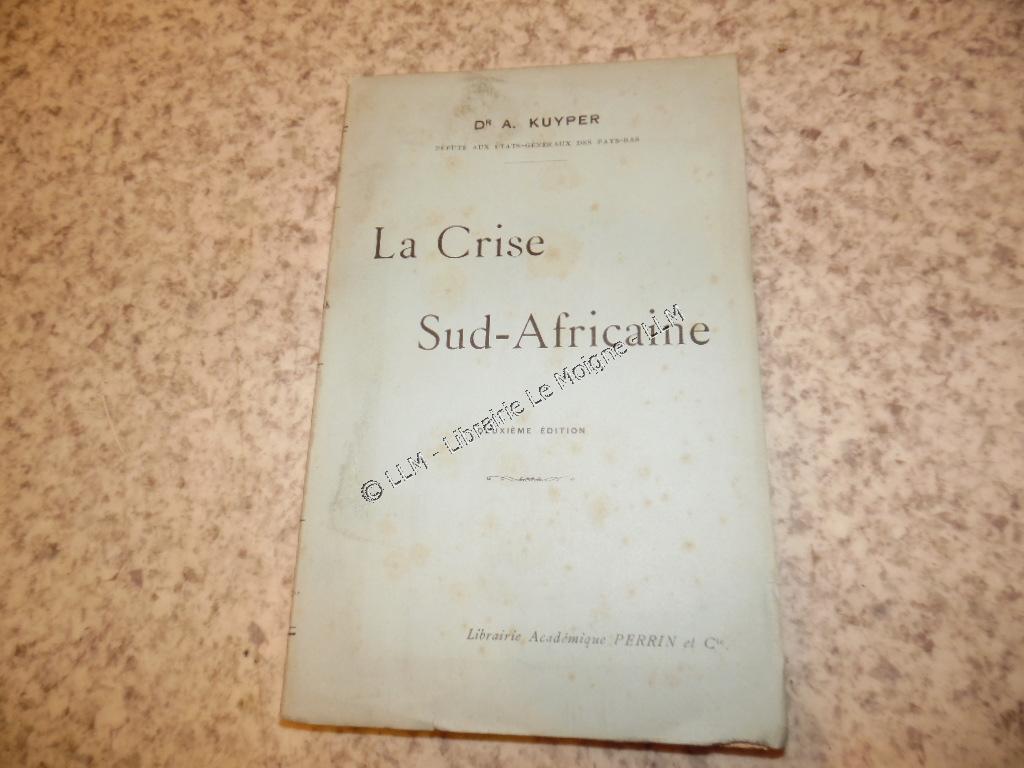 Dʀ A. KUYPER
DÉPUTÉ AUX ÉTATS-GÉNÉRAUX DES PAYS-BAS
La Crise
Sud-Africaine
DEUXIÈME ÉDITION
© LLM - Librairie Le Moigne - LLM
Librairie Académique PERRIN et Cie.